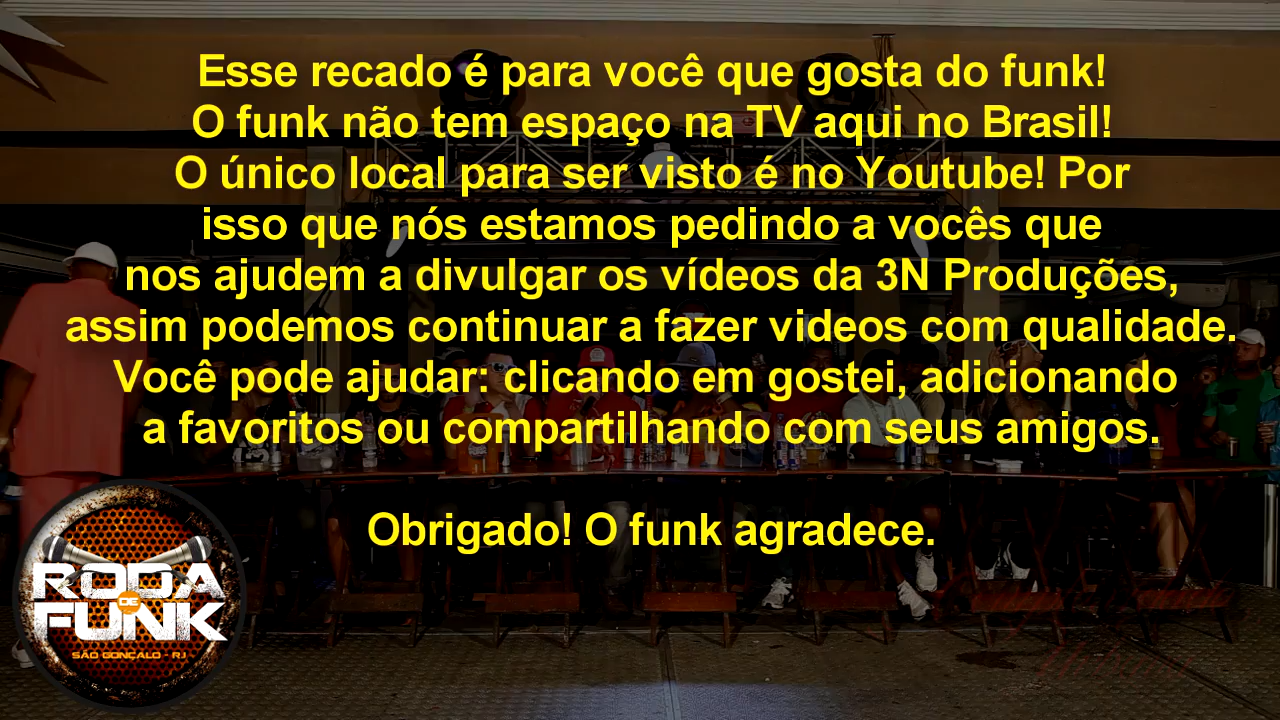 Esse recado é para você que gosta do funk!
O funk não tem espaço na TV aqui no Brasil!
O único local para ser visto é no Youtube! Por
isso que nós estamos pedindo a vocês que
nos ajudem a divulgar os vídeos da 3N Produções,
assim podemos continuar a fazer videos com qualidade.
Você pode ajudar: clicando em gostei, adicionando
a favoritos ou compartilhando com seus amigos.
Obrigado! O funk agradece.
RODA
DE
FUNK
SÃO GONÇALO - RJ